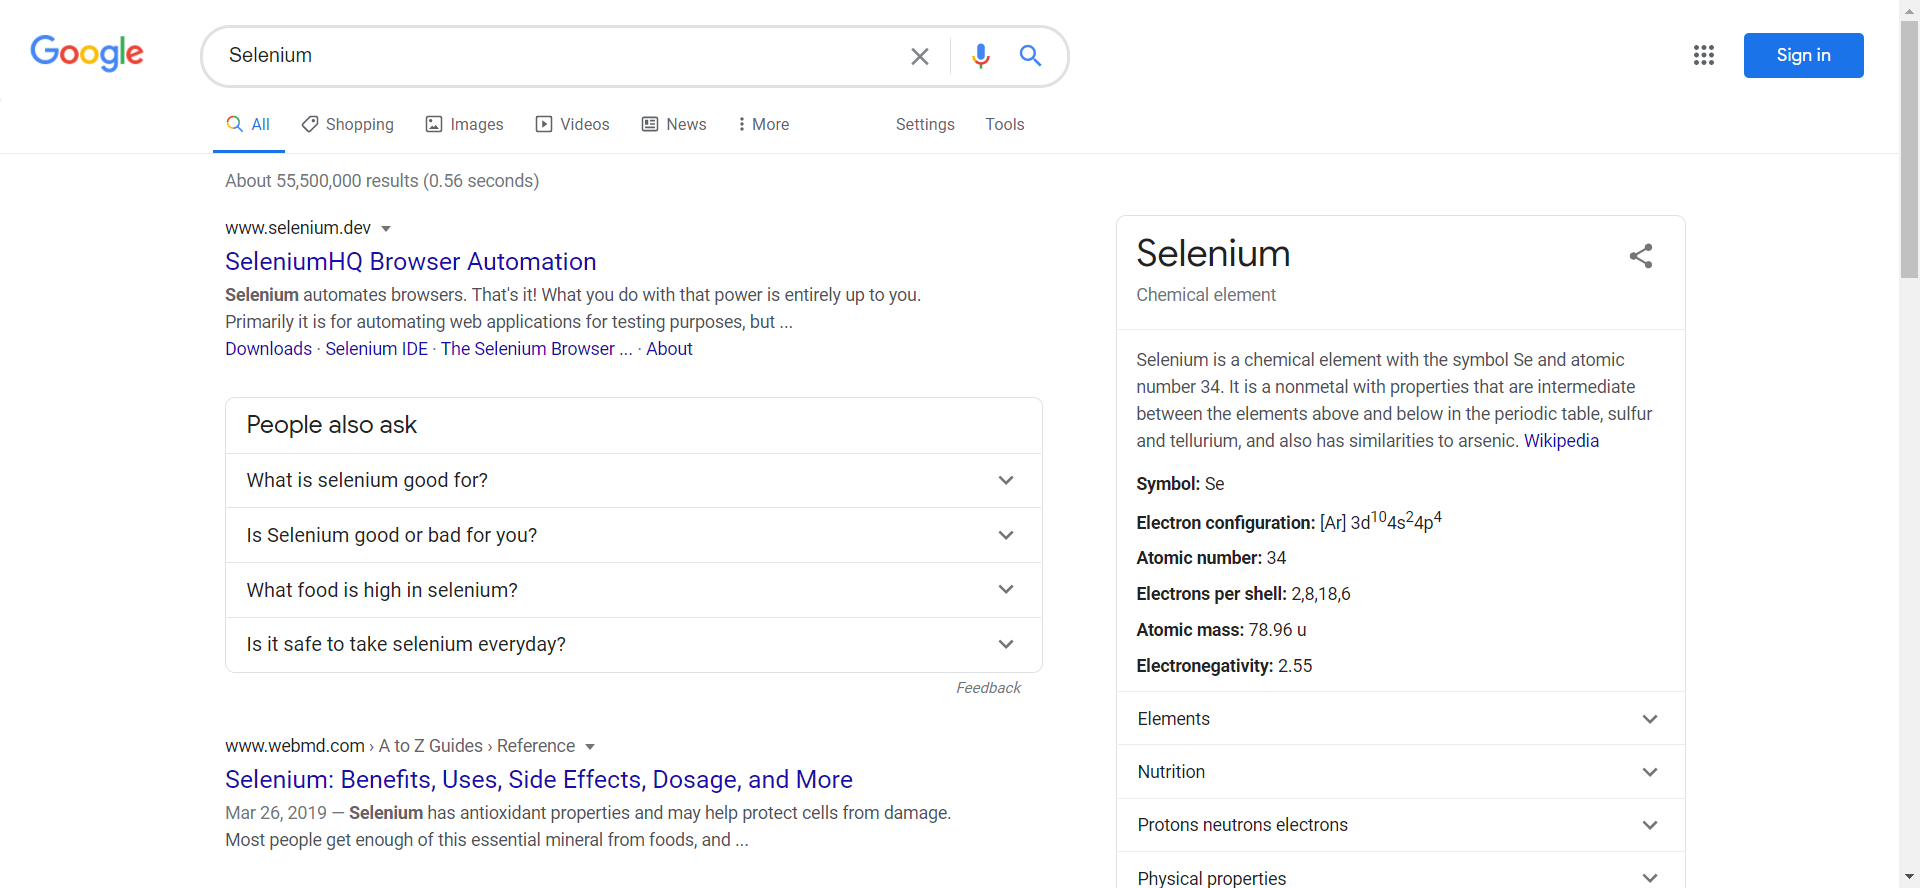 Google
Selenium
Sign in
All Shopping Images Videos News More Settings Tools
About 55,500,000 results (0.56 seconds)
www.selenium.dev
SeleniumHQ Browser Automation
Selenium automates browsers. That's it! What you do with that power is entirely up to you.
Primarily it is for automating web applications for testing purposes, but ...
Downloads · Selenium IDE · The Selenium Browser ... · About
People also ask
What is selenium good for?
Is Selenium good or bad for you?
What food is high in selenium?
Is it safe to take selenium everyday?
Feedback
www.webmd.com › A to Z Guides › Reference
Selenium: Benefits, Uses, Side Effects, Dosage, and More
Mar 26, 2019 — Selenium has antioxidant properties and may help protect cells from damage.
Most people get enough of this essential mineral from foods, and ...
Selenium
Chemical element
Selenium is a chemical element with the symbol Se and atomic
number 34. It is a nonmetal with properties that are intermediate
between the elements above and below in the periodic table, sulfur
and tellurium, and also has similarities to arsenic. Wikipedia
Symbol: Se
Electron configuration: [Ar] 3d¹⁰4s²4p⁴
Atomic number: 34
Electrons per shell: 2,8,18,6
Atomic mass: 78.96 u
Electronegativity: 2.55
Elements
Nutrition
Protons neutrons electrons
Physical properties